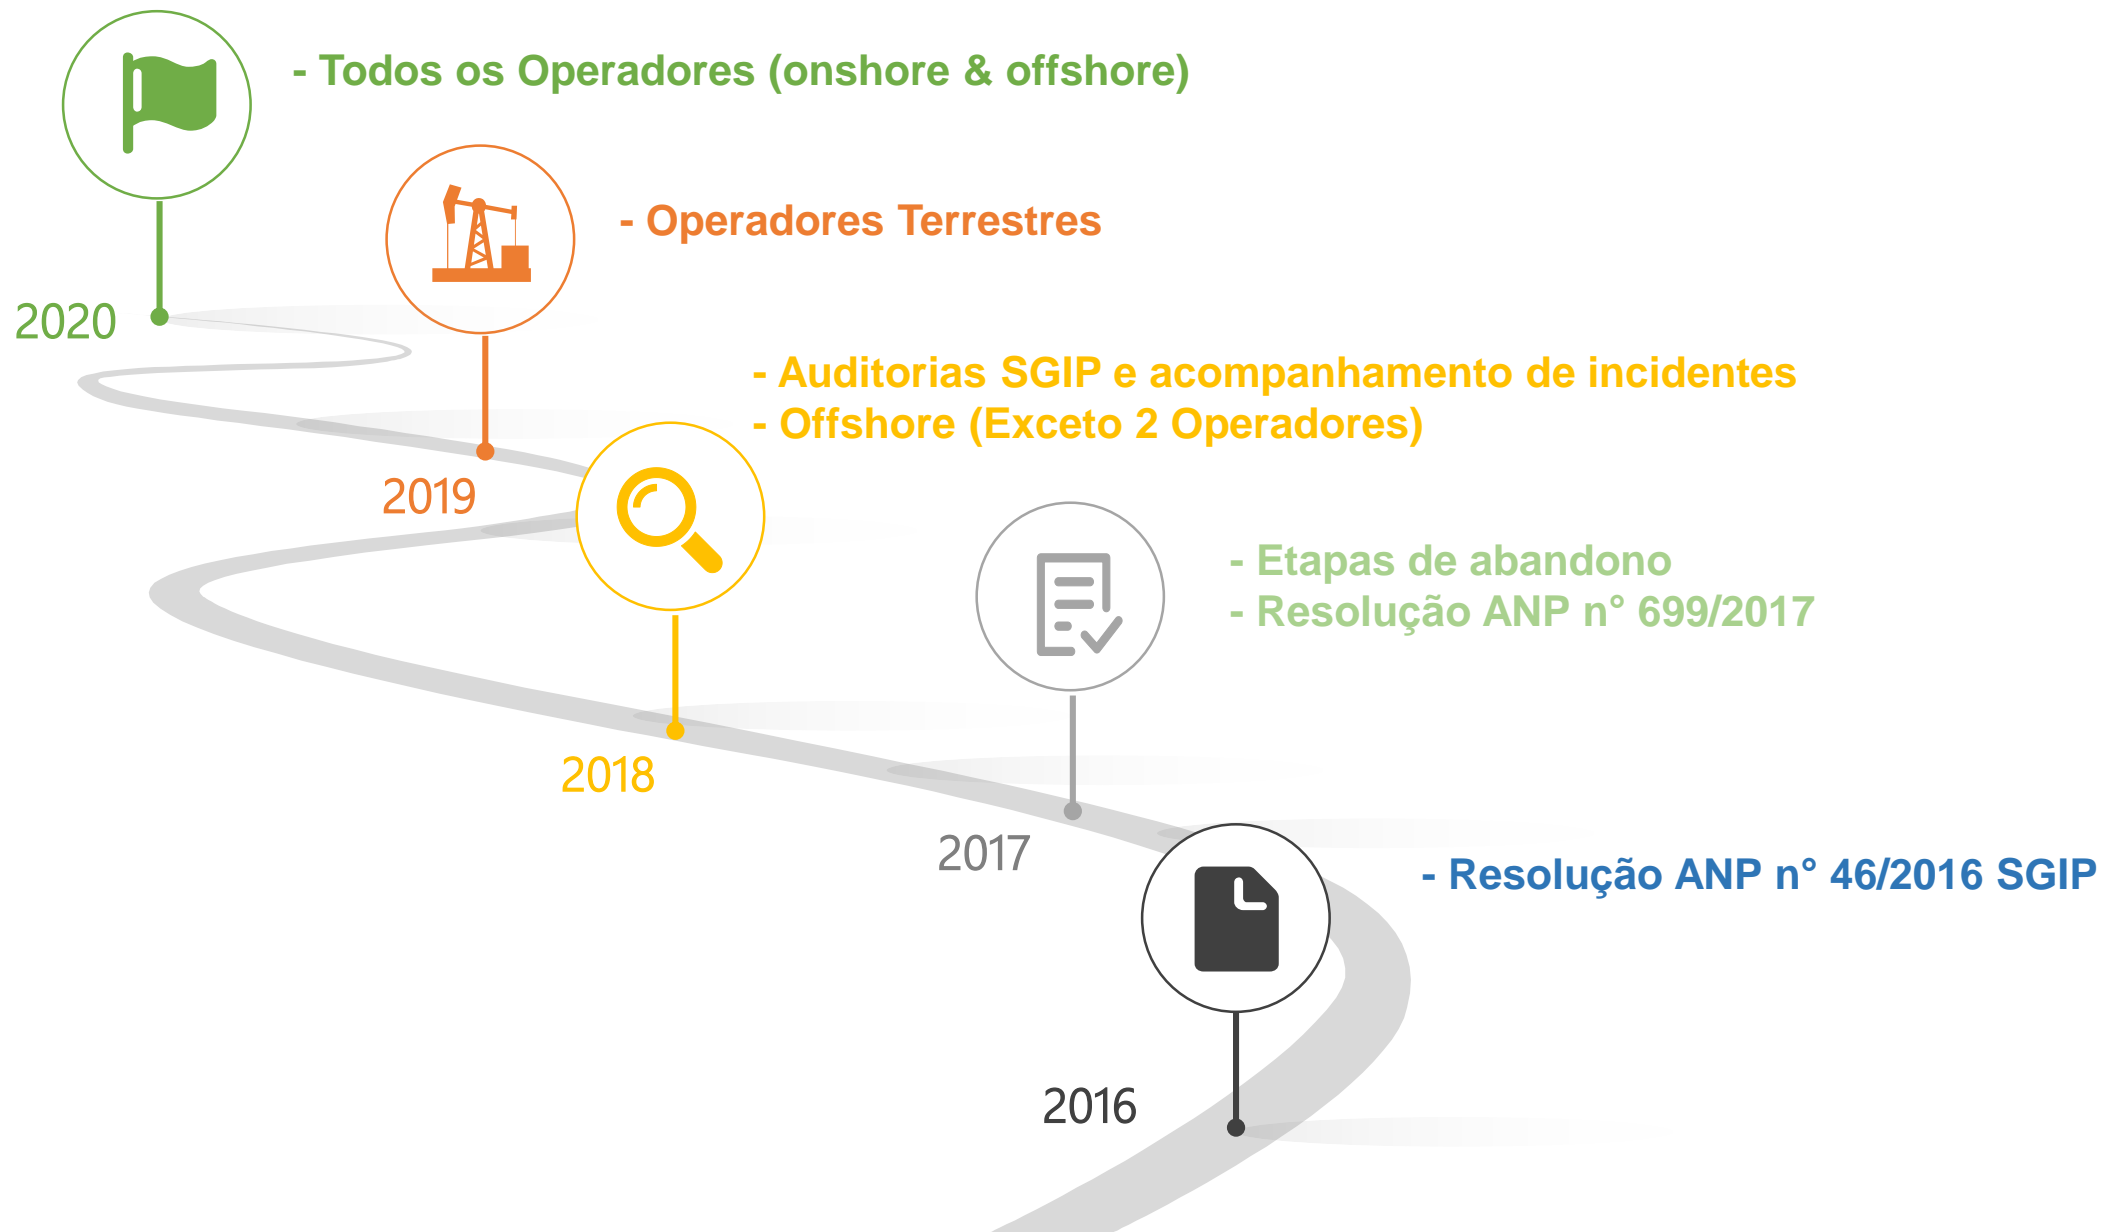 - Todos os Operadores (onshore & offshore)
2020
- Operadores Terrestres
2019
- Auditorias SGIP e acompanhamento de incidentes
- Offshore (Exceto 2 Operadores)
2018
- Etapas de abandono
- Resolução ANP n° 699/2017
2017
- Resolução ANP n° 46/2016 SGIP
2016